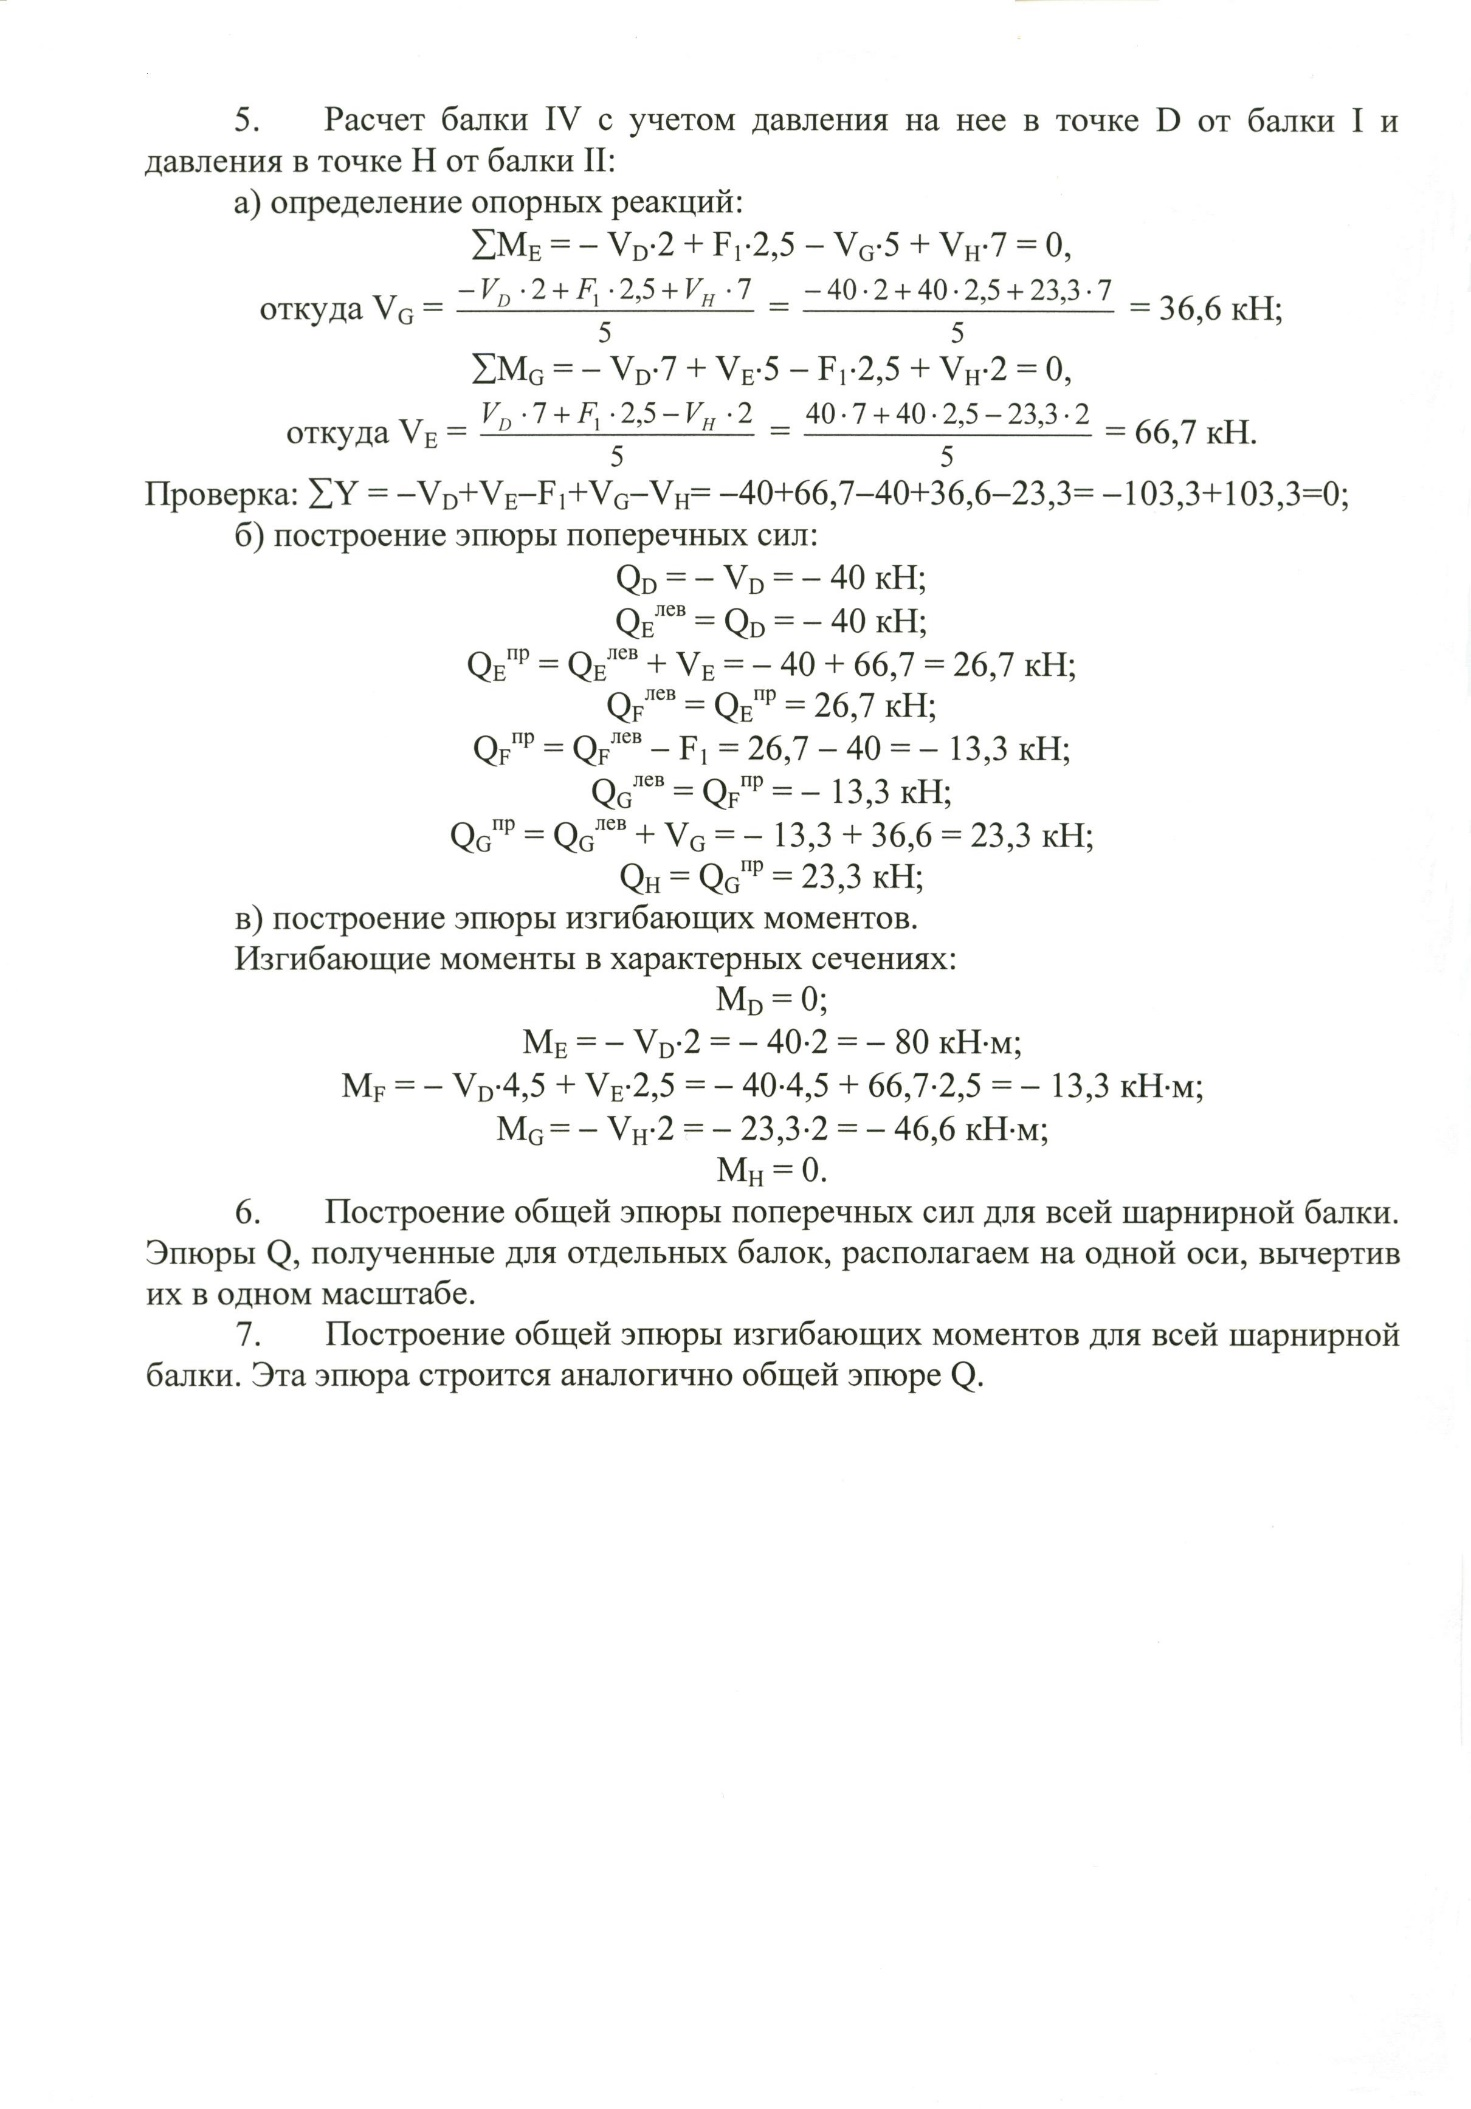 5. Расчет балки IV с учетом давления на нее в точке D от балки I и
давления в точке H от балки II:
а) определение опорных реакций:
∑M_E = – V_D·2 + F_1·2,5 – V_G·5 + V_H·7 = 0,
откуда V_G = (–V_D·2 + F_1·2,5 + V_H·7)/5 = (–40·2 + 40·2,5 + 23,3·7)/5 = 36,6 кН;
∑M_G = – V_D·7 + V_E·5 – F_1·2,5 + V_H·2 = 0,
откуда V_E = (V_D·7 + F_1·2,5 – V_H·2)/5 = (40·7 + 40·2,5 – 23,3·2)/5 = 66,7 кН.
Проверка: ∑Y = –V_D+V_E–F_1+V_G–V_H= –40+66,7–40+36,6–23,3= –103,3+103,3=0;
б) построение эпюры поперечных сил:
Q_D = – V_D = – 40 кН;
Q_E^лев = Q_D = – 40 кН;
Q_E^пр = Q_E^лев + V_E = – 40 + 66,7 = 26,7 кН;
Q_F^лев = Q_E^пр = 26,7 кН;
Q_F^пр = Q_F^лев – F_1 = 26,7 – 40 = – 13,3 кН;
Q_G^лев = Q_F^пр = – 13,3 кН;
Q_G^пр = Q_G^лев + V_G = – 13,3 + 36,6 = 23,3 кН;
Q_H = Q_G^пр = 23,3 кН;
в) построение эпюры изгибающих моментов.
Изгибающие моменты в характерных сечениях:
M_D = 0;
M_E = – V_D·2 = – 40·2 = – 80 кН·м;
M_F = – V_D·4,5 + V_E·2,5 = – 40·4,5 + 66,7·2,5 = – 13,3 кН·м;
M_G = – V_H·2 = – 23,3·2 = – 46,6 кН·м;
M_H = 0.
6. Построение общей эпюры поперечных сил для всей шарнирной балки.
Эпюры Q, полученные для отдельных балок, располагаем на одной оси, вычертив
их в одном масштабе.
7. Построение общей эпюры изгибающих моментов для всей шарнирной
балки. Эта эпюра строится аналогично общей эпюре Q.